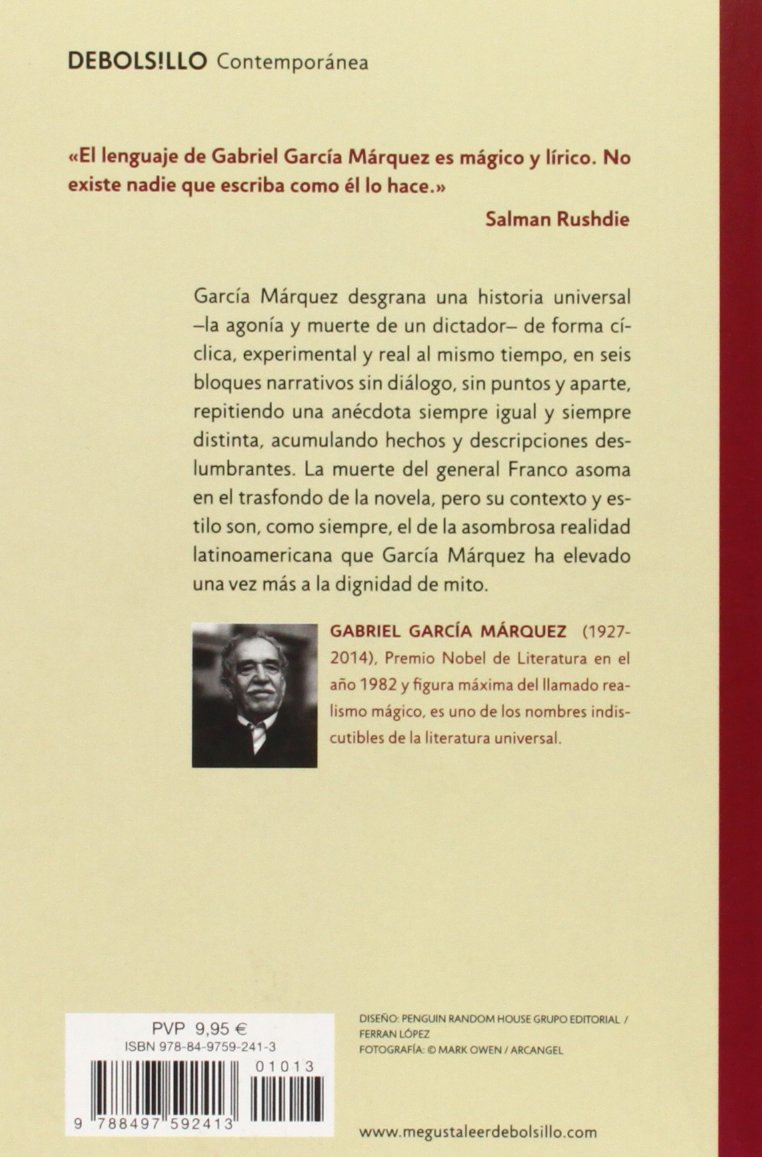 DEBOLS!LLO Contemporánea
«El lenguaje de Gabriel García Márquez es mágico y lírico. No
existe nadie que escriba como él lo hace.»
Salman Rushdie
García Márquez desgrana una historia universal
–la agonía y muerte de un dictador– de forma cí-
clica, experimental y real al mismo tiempo, en seis
bloques narrativos sin diálogo, sin puntos y aparte,
repitiendo una anécdota siempre igual y siempre
distinta, acumulando hechos y descripciones des-
lumbrantes. La muerte del general Franco asoma
en el trasfondo de la novela, pero su contexto y es-
tilo son, como siempre, el de la asombrosa realidad
latinoamericana que García Márquez ha elevado
una vez más a la dignidad de mito.
GABRIEL GARCÍA MÁRQUEZ (1927-
2014), Premio Nobel de Literatura en el
año 1982 y figura máxima del llamado rea-
lismo mágico, es uno de los nombres indis-
cutibles de la literatura universal.
PVP 9,95 €
ISBN 978-84-9759-241-3
01013
9 788497 592413
DISEÑO: PENGUIN RANDOM HOUSE GRUPO EDITORIAL /
FERRAN LÓPEZ
FOTOGRAFÍA: © MARK OWEN / ARCANGEL
www.megustaleerdebolsillo.com